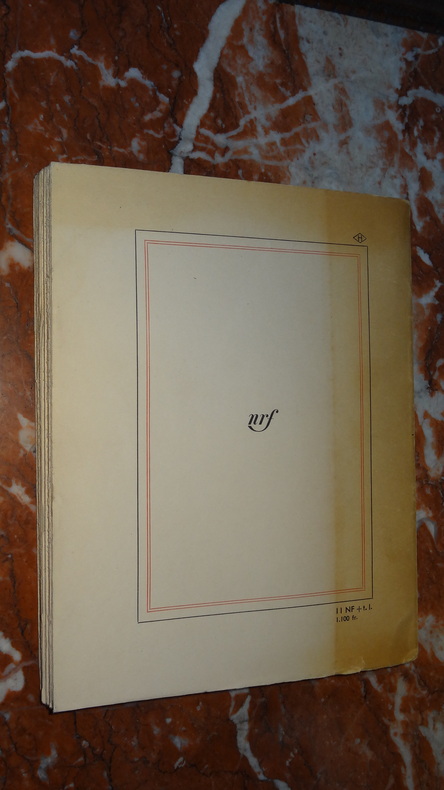 H
nrf
11 NF + t. l.
1.100 fr.